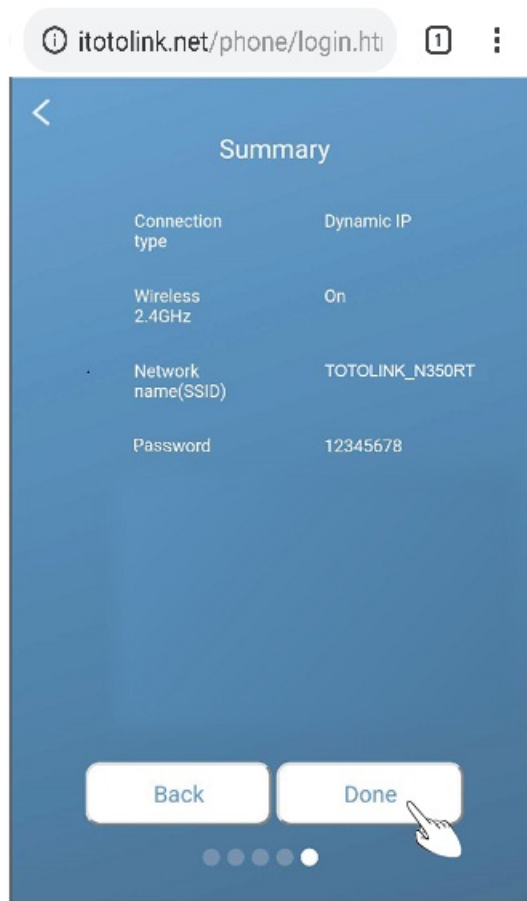 itotolink.net/phone/login.ht
1
Summary
Connection
type
Dynamic IP
Wireless
2.4GHz
On
Network
name(SSID)
TOTOLINK_N350RT
Password
12345678
Back
Done